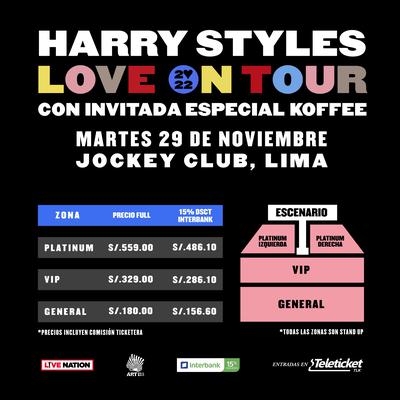 HARRY STYLES
LOVE ON TOUR
2022
CON INVITADA ESPECIAL KOFFEE
MARTES 29 DE NOVIEMBRE
JOCKEY CLUB, LIMA
ZONA PRECIO FULL 15% DSCT INTERBANK
PLATINUM S/.559.00 S/.486.10
VIP S/.329.00 S/.286.10
GENERAL S/.180.00 S/.156.60
*PRECIOS INCLUYEN COMISIÓN TICKETERA
ESCENARIO
PLATINUM IZQUIERDA PLATINUM DERECHA
VIP
GENERAL
*TODAS LAS ZONAS SON STAND UP
LIVE NATION
Interbank 15%
ENTRADAS EN Teleticket